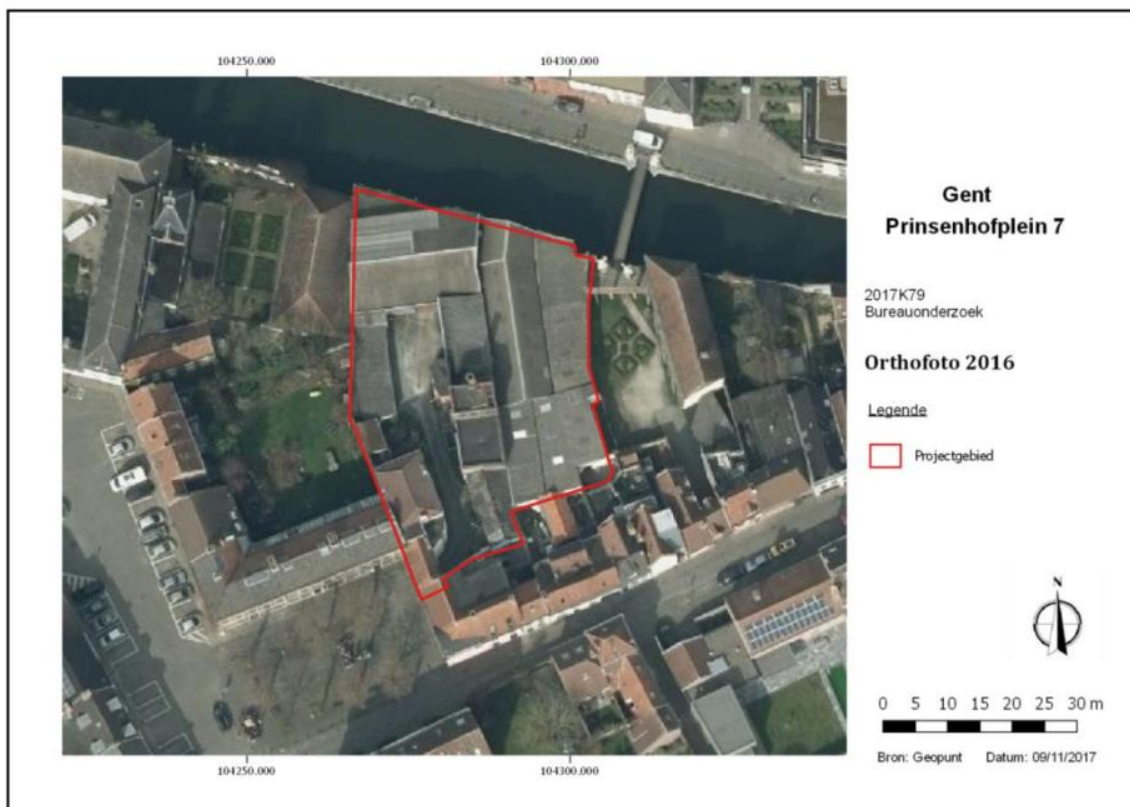 104250.000 104300.000
Gent
Prinsenhofplein 7
2017K79
Bureauonderzoek
Orthofoto 2016
Legende
Projectgebied
N
0 5 10 15 20 25 30 m
Bron: Geopunt Datum: 09/11/2017
104250.000 104300.000